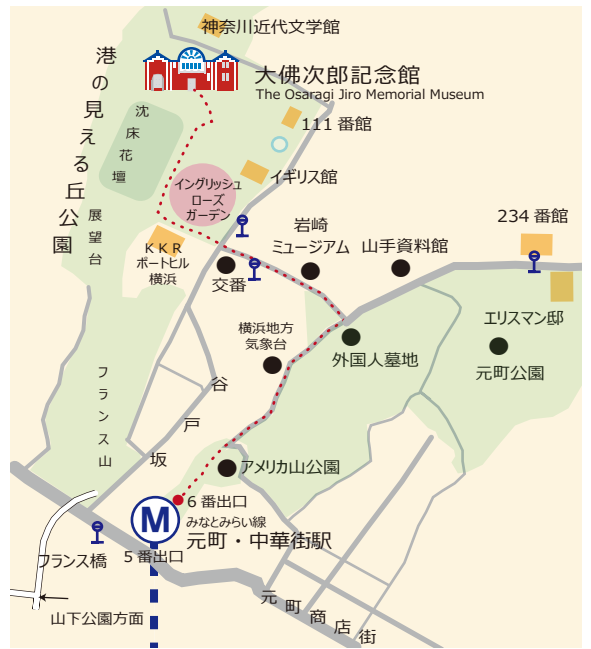 神奈川近代文学館
大佛次郎記念館
The Osaragi Jiro Memorial Museum
港の見える丘公園
沈床花壇
111番館
イングリッシュ
ローズ
ガーデン
イギリス館
展望台
KKR
ポートヒル
横浜
交番
岩崎
ミュージアム
山手資料館
234番館
エリスマン邸
横浜地方
気象台
外国人墓地
元町公園
フランス山
谷戸坂
アメリカ山公園
6番出口
みなとみらい線
M
元町・中華街駅
5番出口
フランス橋
山下公園方面
元町商店街